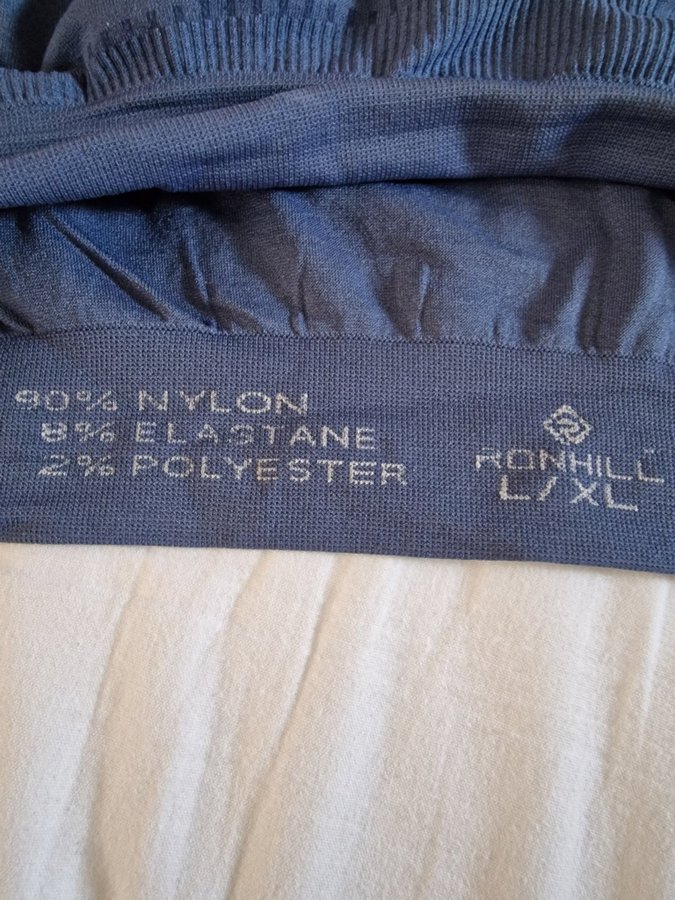 90% NYLON
8% ELASTANE
2% POLYESTER
RONHILL
L/XL